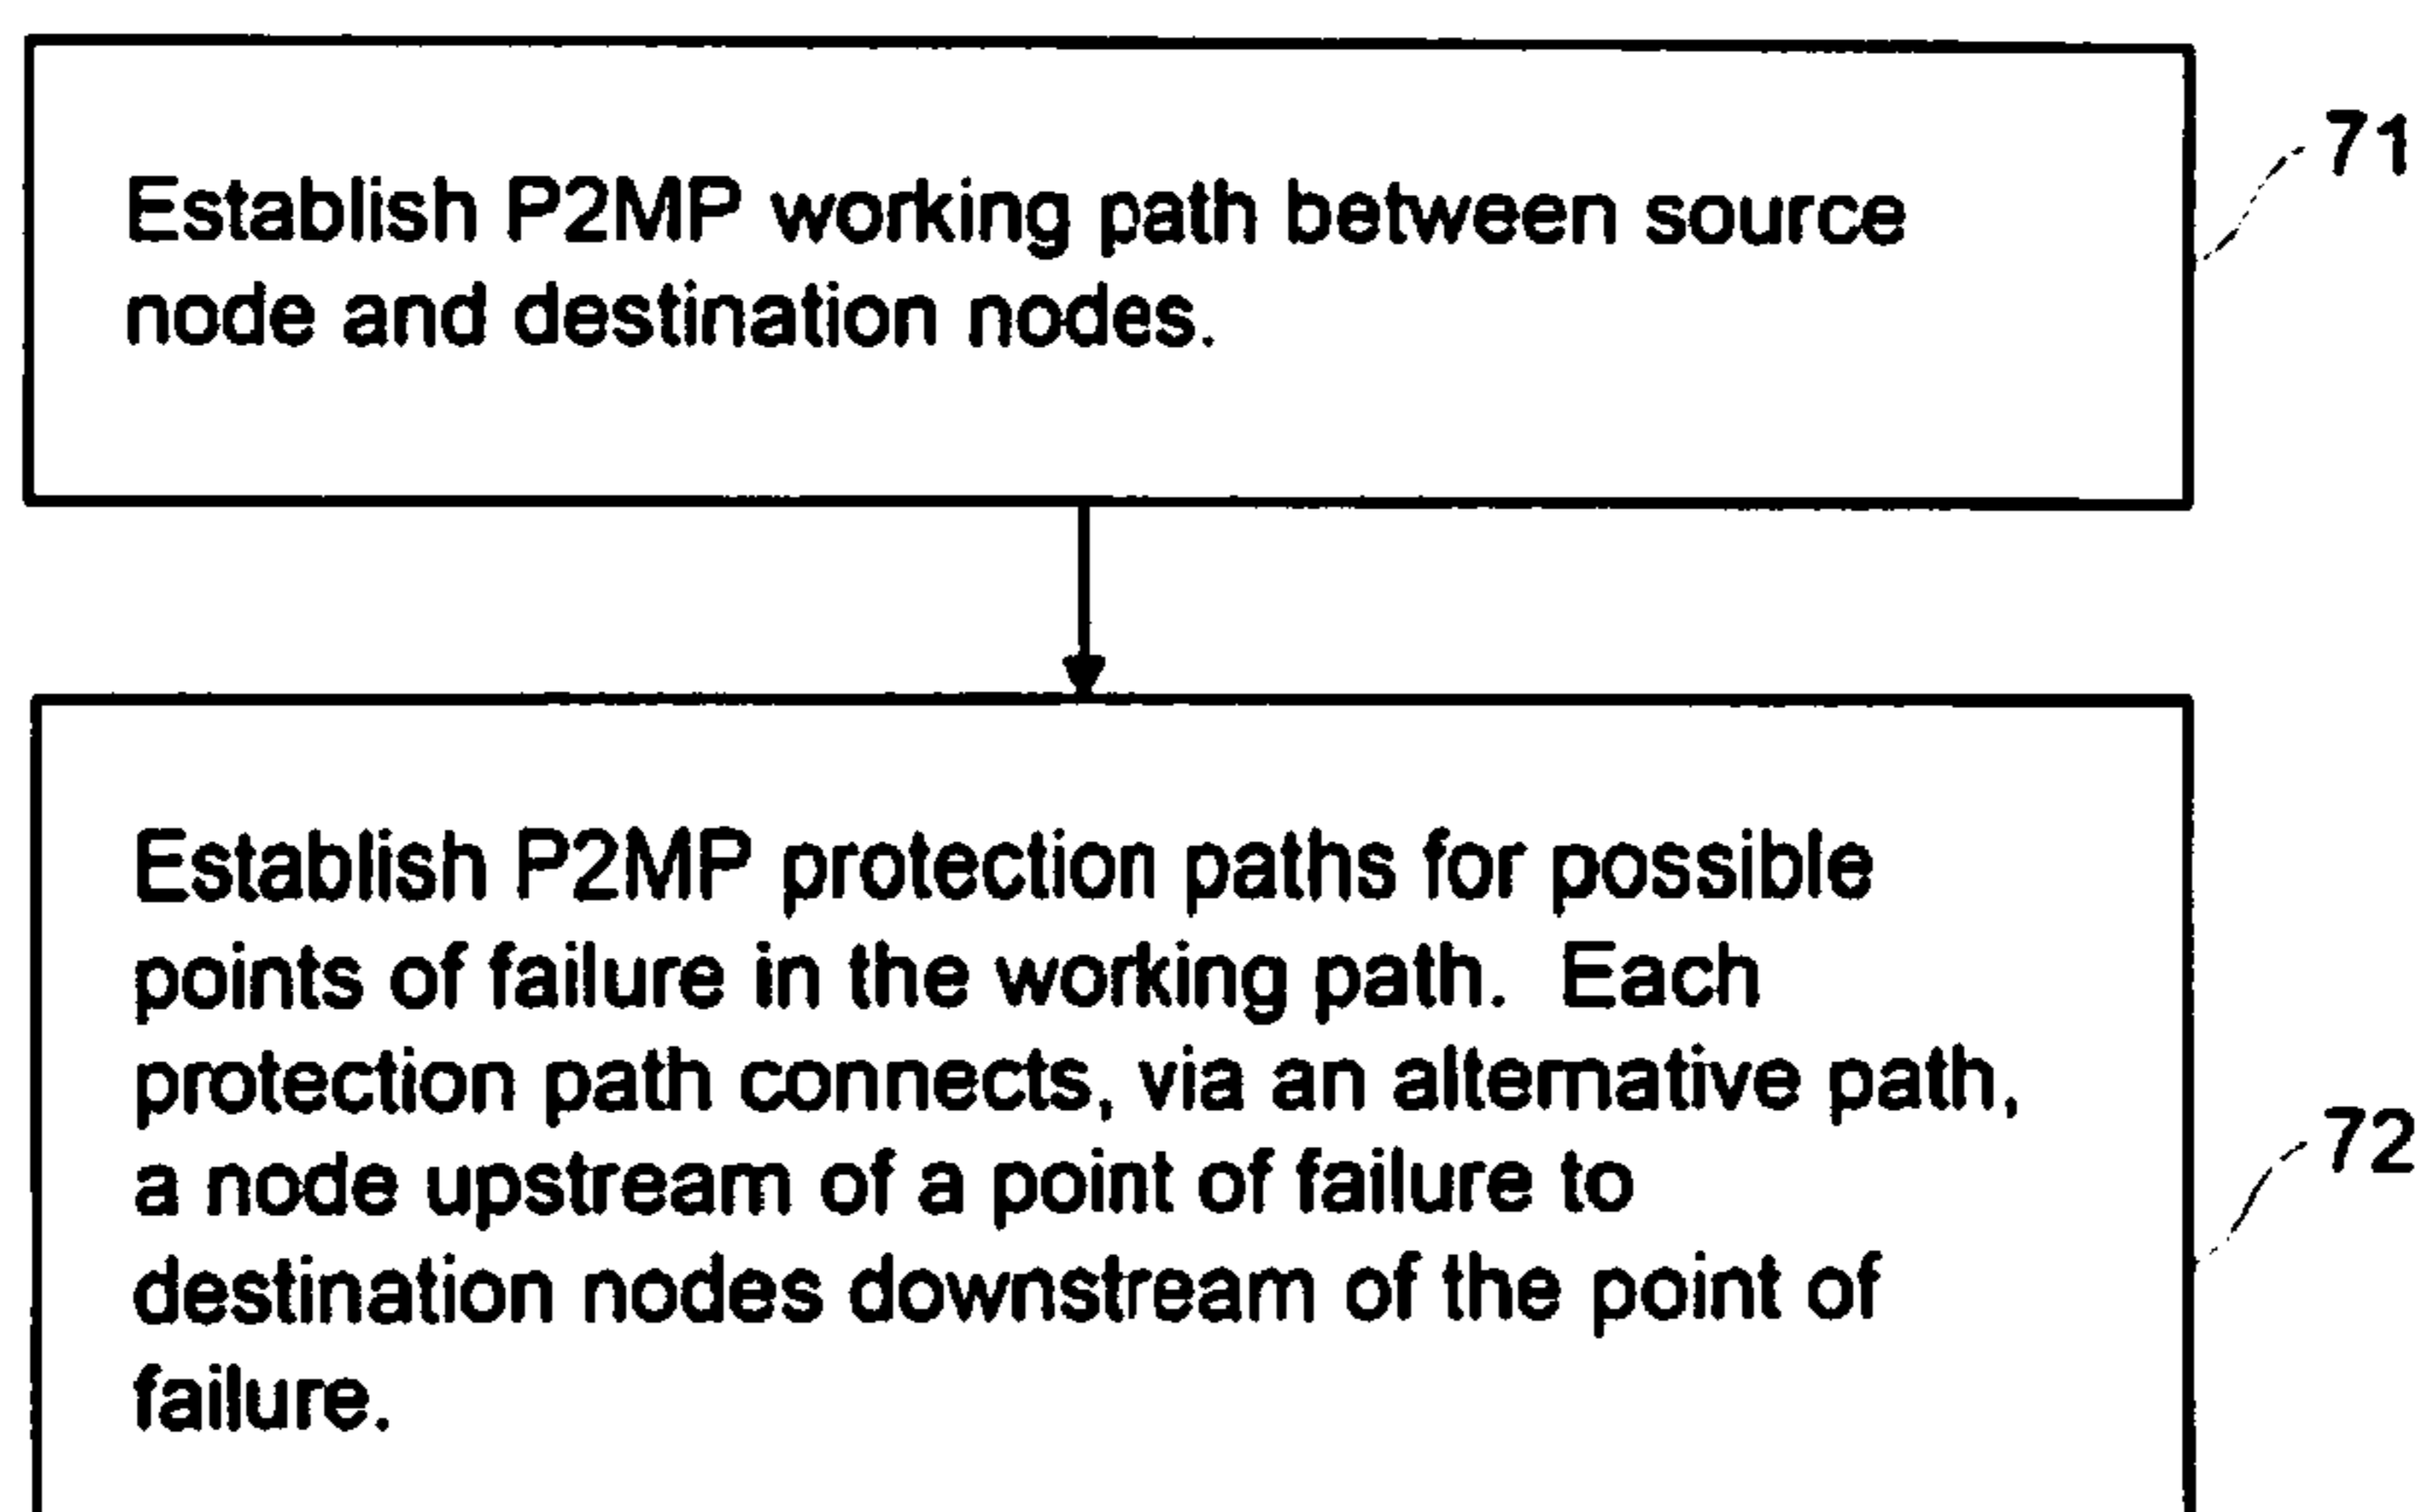 71
Establish P2MP working path between source
node and destination nodes.
Establish P2MP protection paths for possible
points of failure in the working path. Each
protection path connects, via an alternative path,
a node upstream of a point of failure to
destination nodes downstream of the point of
failure.
72